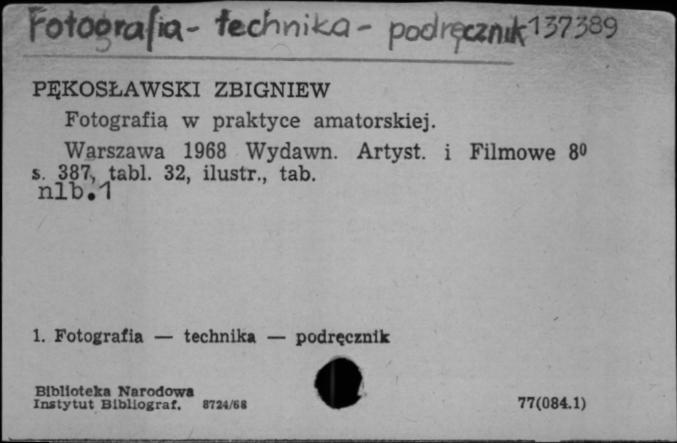 Fotografia - technika - podręcznik 137389
PĘKOSŁAWSKI ZBIGNIEW
Fotografia w praktyce amatorskiej.
Warszawa 1968 Wydawn. Artyst. i Filmowe 8º
s. 387, tabl. 32, ilustr., tab.
nlb.1
1. Fotografia — technika — podręcznik
Biblioteka Narodowa
Instytut Bibliograf. 8724/68
77(084.1)